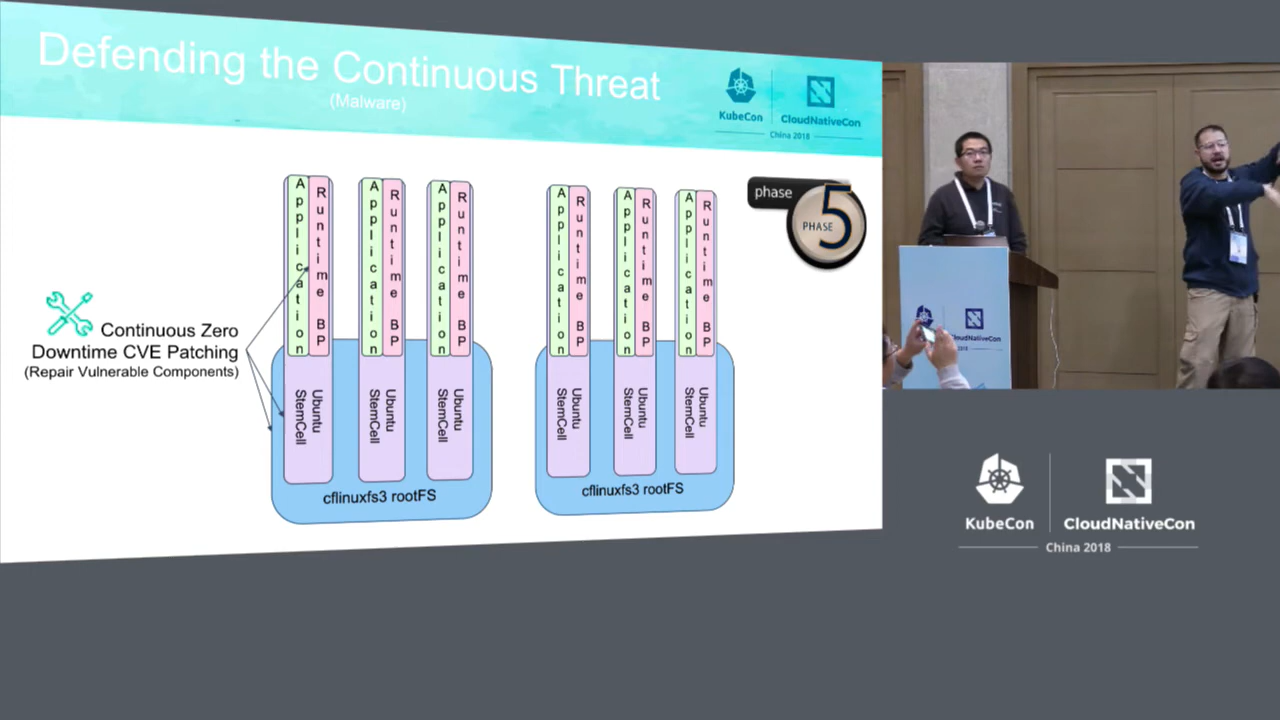 Defending the Continuous Threat
(Malware)
KubeCon
CloudNativeCon
China 2018
phase
PHASE 5
Application
Runtime BP
Application
Runtime BP
Application
Runtime BP
Application
Runtime BP
Application
Runtime BP
Application
Runtime BP
Continuous Zero
Downtime CVE Patching
(Repair Vulnerable Components)
Ubuntu
StemCell
Ubuntu
StemCell
Ubuntu
StemCell
Ubuntu
StemCell
Ubuntu
StemCell
Ubuntu
StemCell
cflinuxfs3 rootFS
cflinuxfs3 rootFS
KubeCon
CloudNativeCon
China 2018